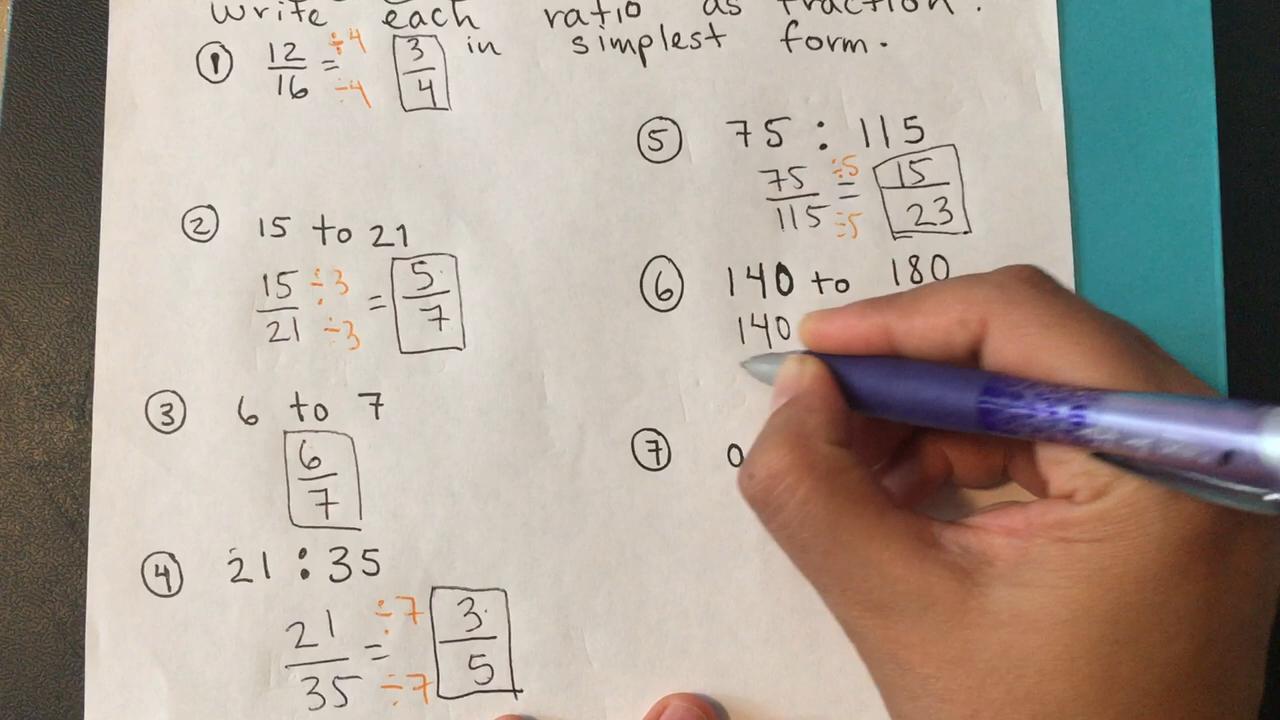 write each ratio as fraction.
in simplest form.
① 12/16 = ÷4 ÷4 3/4
② 15 to 21
15/21 ÷3 ÷3 = 5/7
③ 6 to 7
6/7
④ 21 : 35
21/35 = ÷7 ÷7 3/5
⑤ 75 : 115
75/115 = ÷5 ÷5 15/23
⑥ 140 to 180
140
⑦ 0